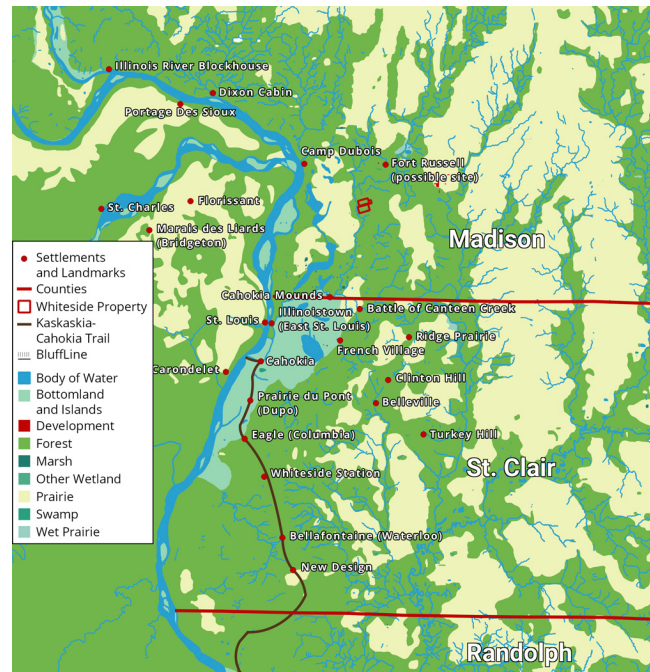 Illinois River Blockhouse
Dixon Cabin
Portage Des Sioux
Camp Dubois
Fort Russell
(possible site)
Florissant
St. Charles
Marais des Liards
(Bridgeton)
Madison
Settlements
and Landmarks
Counties
Whiteside Property
Kaskaskia-
Cahokia Trail
BluffLine
Body of Water
Bottomland
and Islands
Development
Forest
Marsh
Other Wetland
Prairie
Swamp
Wet Prairie
Cahokia Mounds
Battle of Canteen Creek
St. Louis
Illinoistown
(East St. Louis)
Ridge Prairie
French Village
Cahokia
Carondelet
Clinton Hill
Prairie du Pont
(Dupo)
Belleville
Eagle (Columbia)
Turkey Hill
St. Clair
Whiteside Station
Bellafontaine (Waterloo)
New Design
Randolph